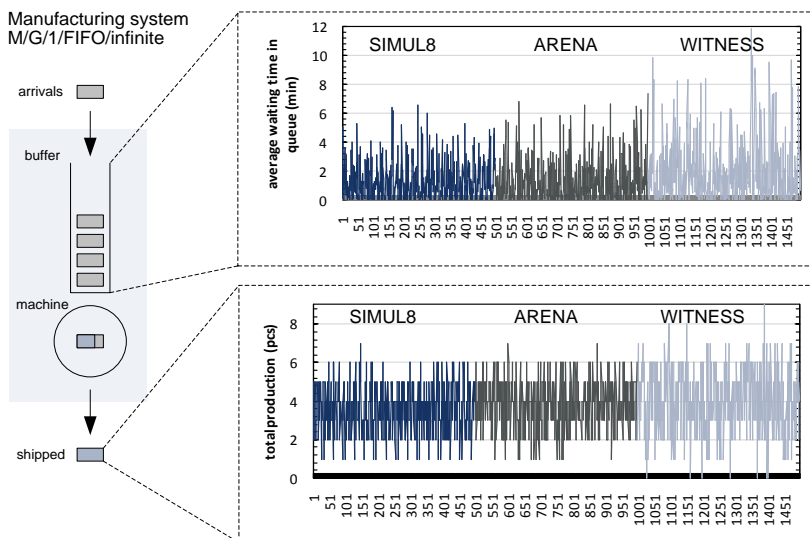 Manufacturing system
M/G/1/FIFO/infinite
arrivals
buffer
machine
shipped
average waiting time in
queue (min)
12
10
8
6
4
2
0
SIMUL8 ARENA WITNESS
1 51 101 151 201 251 301 351 401 451 501 551 601 651 701 751 801 851 901 951 1001 1051 1101 1151 1201 1251 1301 1351 1401 1451
total production (pcs)
8
6
4
2
0
SIMUL8 ARENA WITNESS
1 51 101 151 201 251 301 351 401 451 501 551 601 651 701 751 801 851 901 951 1001 1051 1101 1151 1201 1251 1301 1351 1401 1451